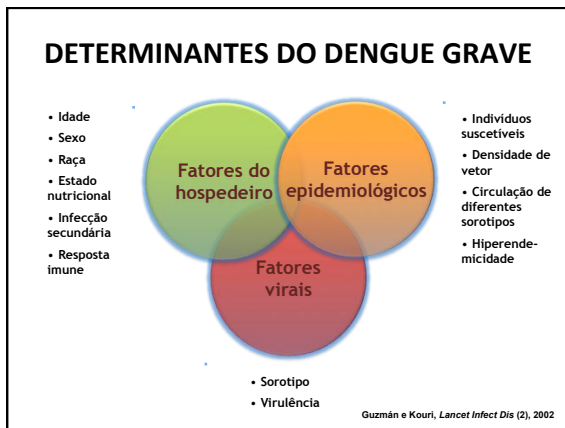 DETERMINANTES DO DENGUE GRAVE
• Idade
• Sexo
• Raça
• Estado
nutricional
• Infecção
secundária
• Resposta
imune
Fatores do
hospedeiro
Fatores
epidemiológicos
• Indivíduos
suscetíveis
• Densidade de
vetor
• Circulação de
diferentes
sorotipos
• Hiperende-
micidade
Fatores
virais
• Sorotipo
• Virulência
Guzmán e Kouri, Lancet Infect Dis (2), 2002